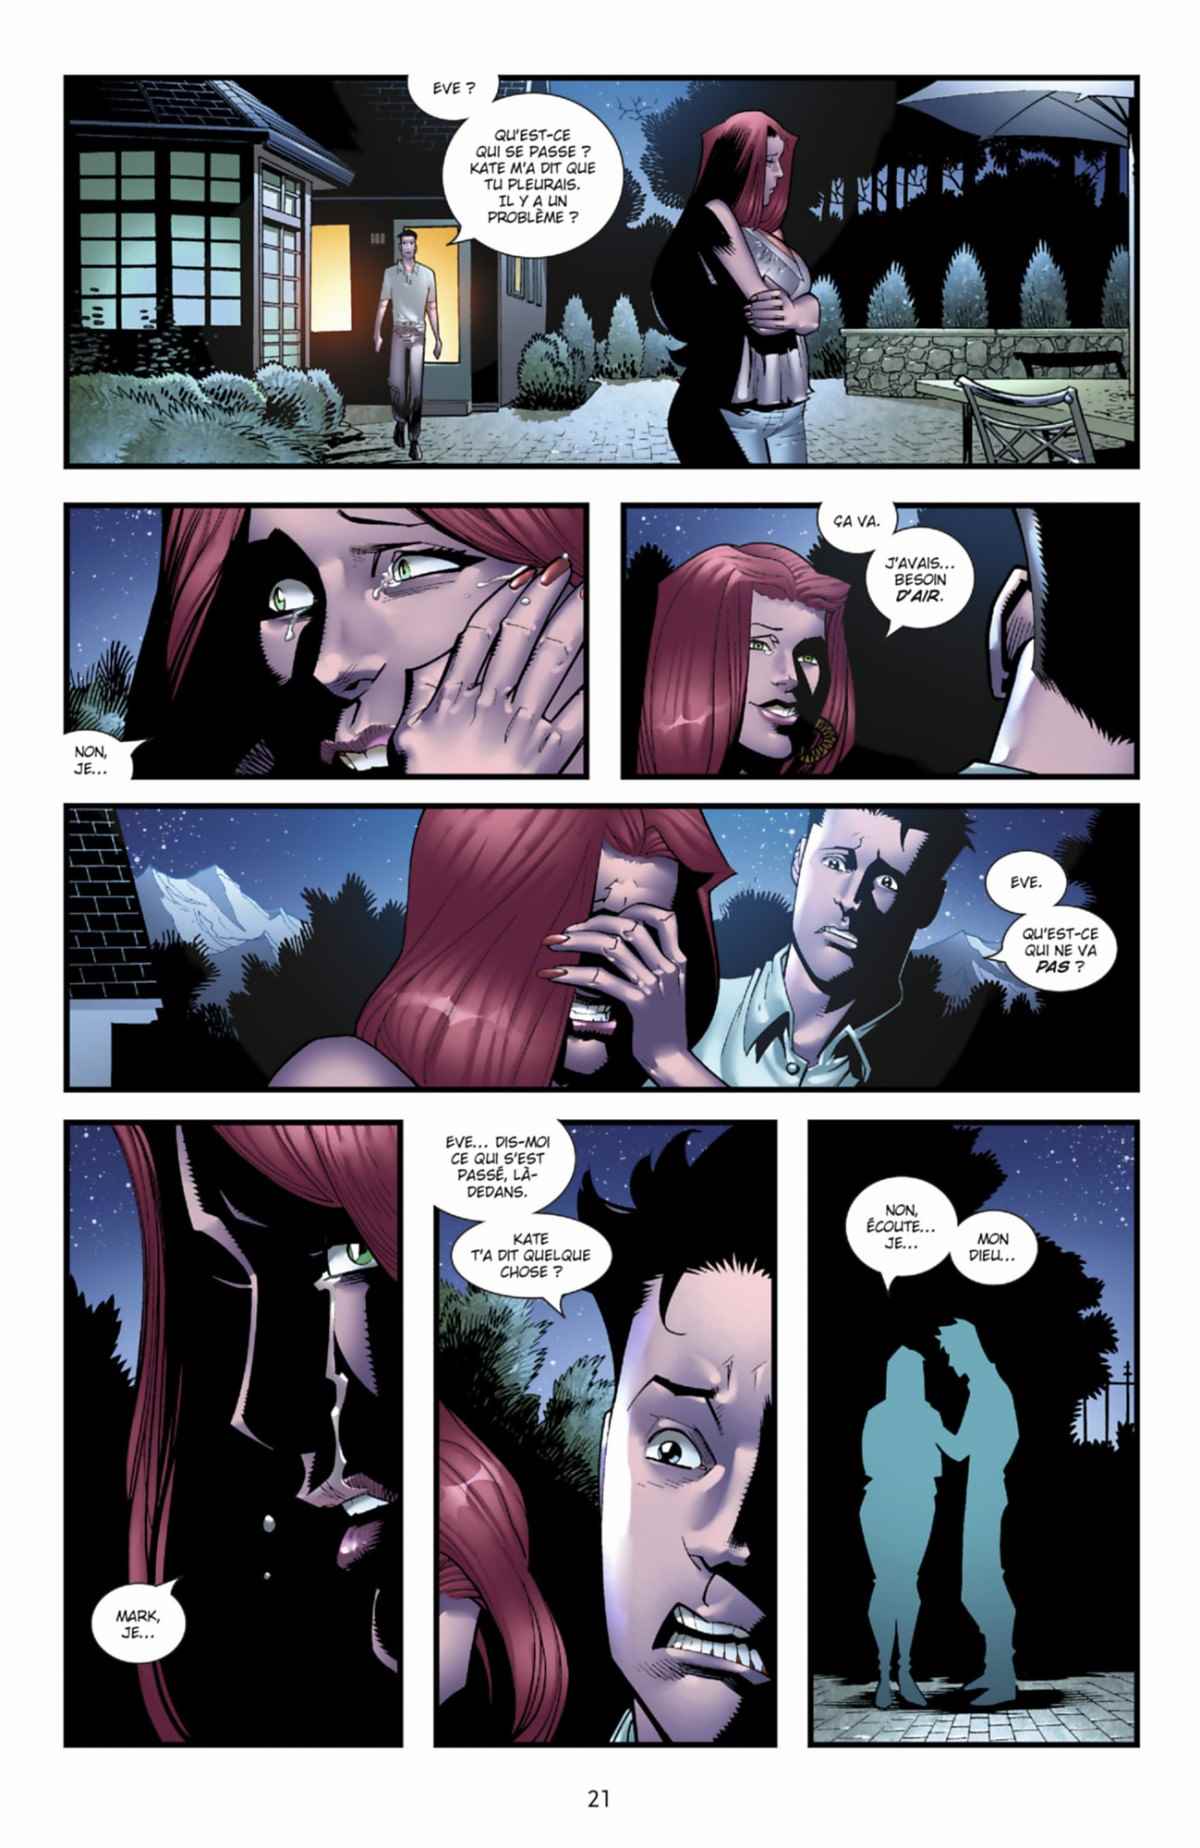 EVE ?
QU'EST-CE
QUI SE PASSE ?
KATE M'A DIT QUE
TU PLEURAIS.
IL Y A UN
PROBLÈME ?
NON,
JE...
ÇA VA.
J'AVAIS...
BESOIN
D'AIR.
EVE.
QU'EST-CE
QUI NE VA
PAS ?
MARK,
JE...
EVE... DIS-MOI
CE QUI S'EST
PASSÉ, LÀ-
DEDANS.
KATE
T'A DIT QUELQUE
CHOSE ?
NON,
ÉCOUTE...
JE...
MON
DIEU...
21